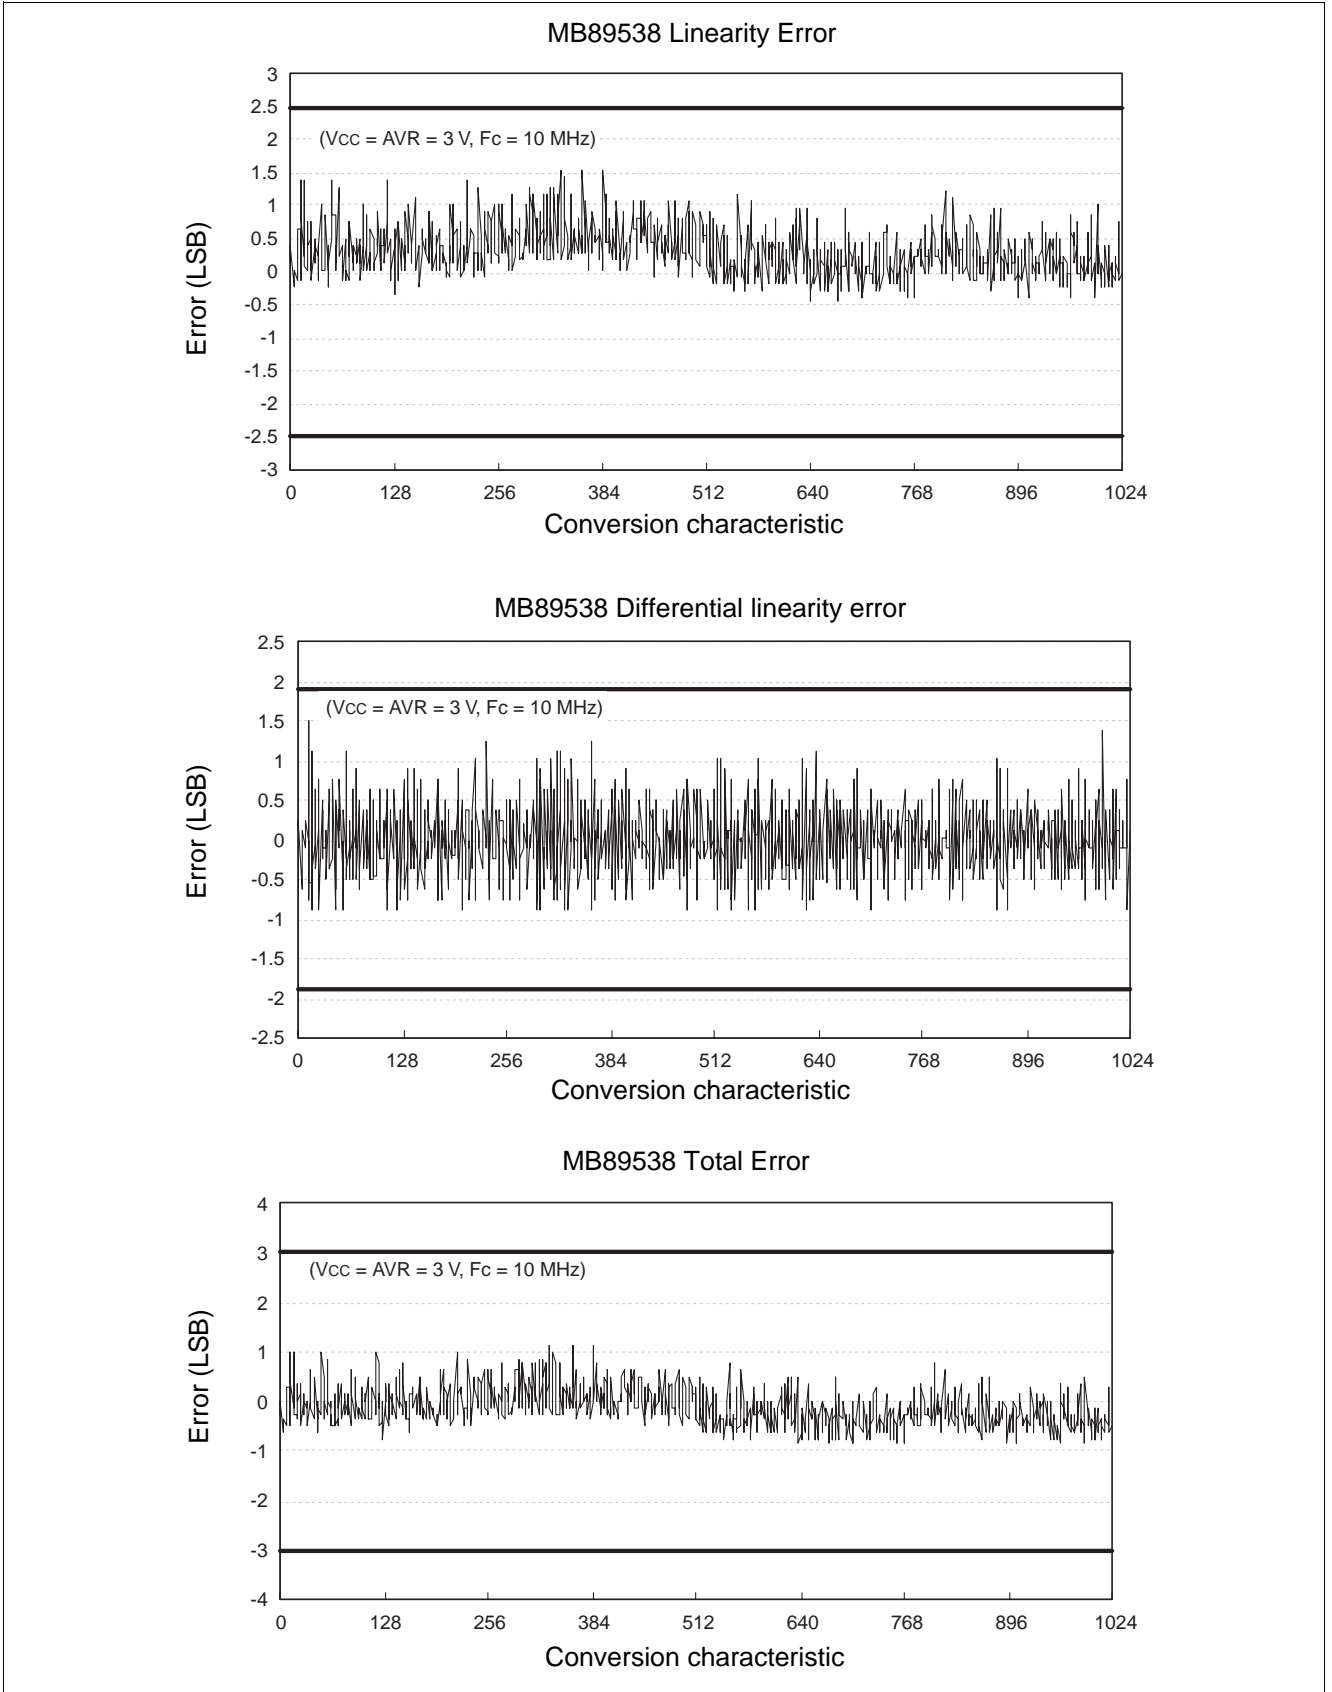 MB89538 Linearity Error
3
2.5
2
(VCC = AVR = 3 V, Fc = 10 MHz)
1.5
1
0.5
0
-0.5
-1
-1.5
-2
-2.5
-3
Error (LSB)
0 128 256 384 512 640 768 896 1024
Conversion characteristic
MB89538 Differential linearity error
2.5
2
(VCC = AVR = 3 V, Fc = 10 MHz)
1.5
1
0.5
0
-0.5
-1
-1.5
-2
-2.5
Error (LSB)
0 128 256 384 512 640 768 896 1024
Conversion characteristic
MB89538 Total Error
4
3
(VCC = AVR = 3 V, Fc = 10 MHz)
2
1
0
-1
-2
-3
-4
Error (LSB)
0 128 256 384 512 640 768 896 1024
Conversion characteristic